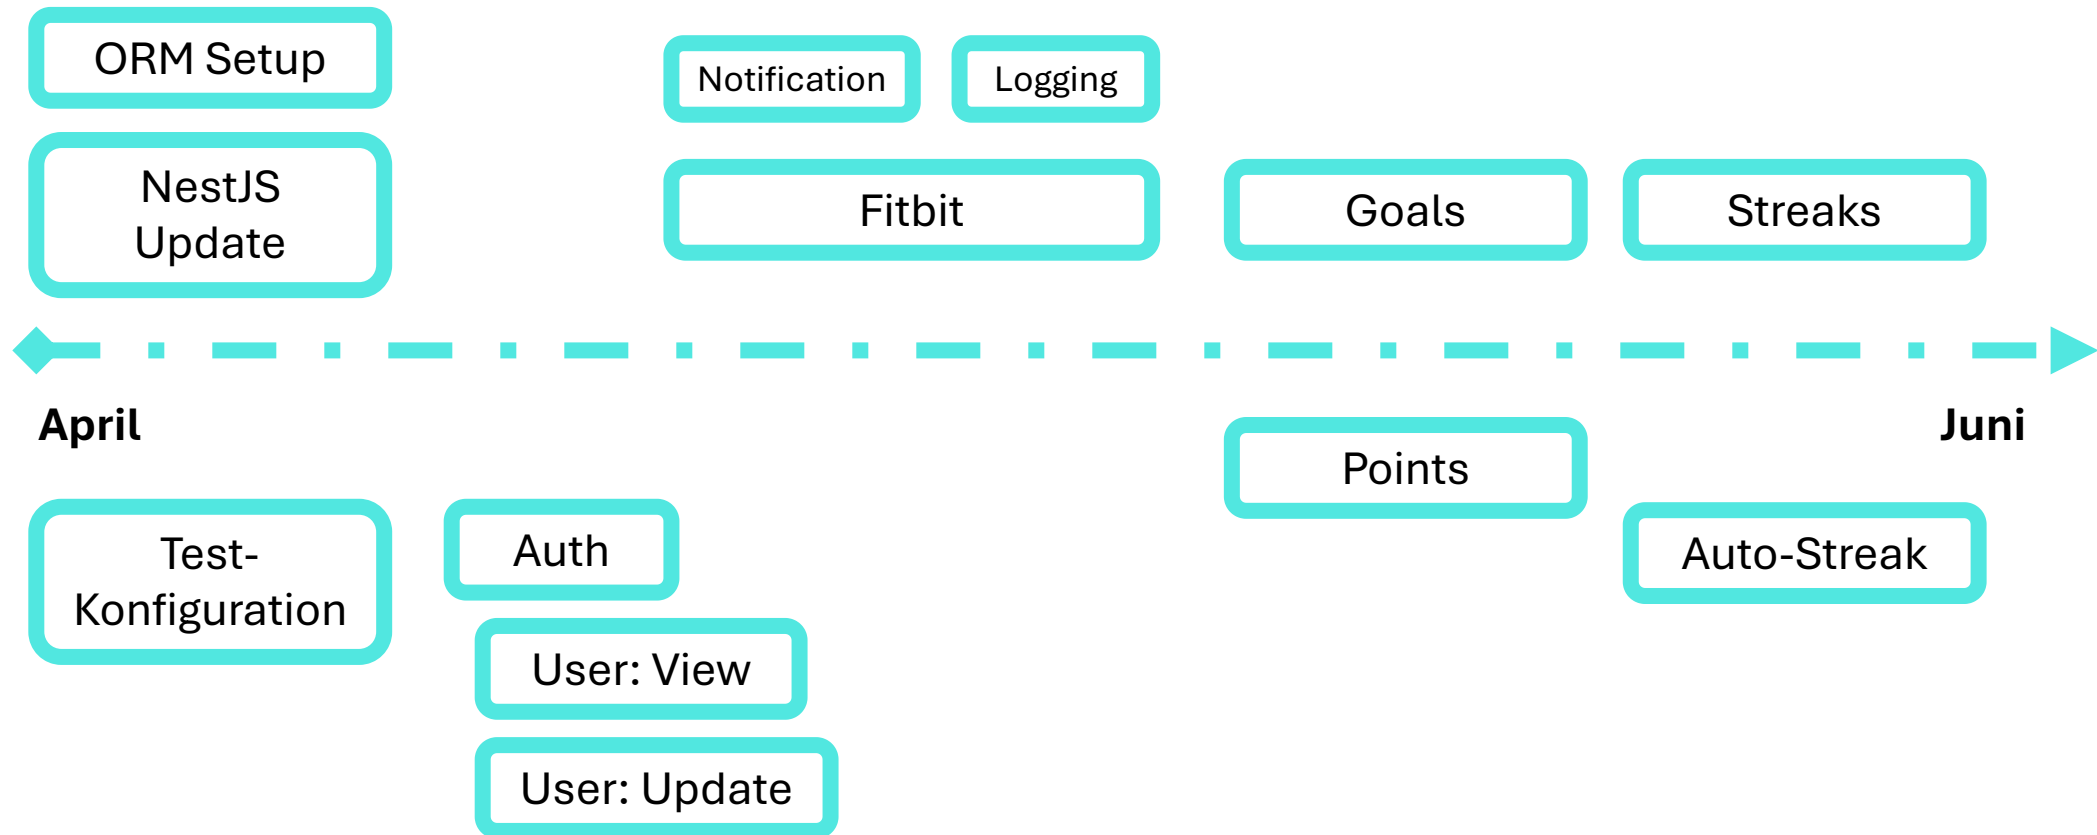 ORM Setup
Notification
Logging
NestJS
Update
Fitbit
Goals
Streaks
April
Juni
Points
Test-
Konfiguration
Auth
Auto-Streak
User: View
User: Update